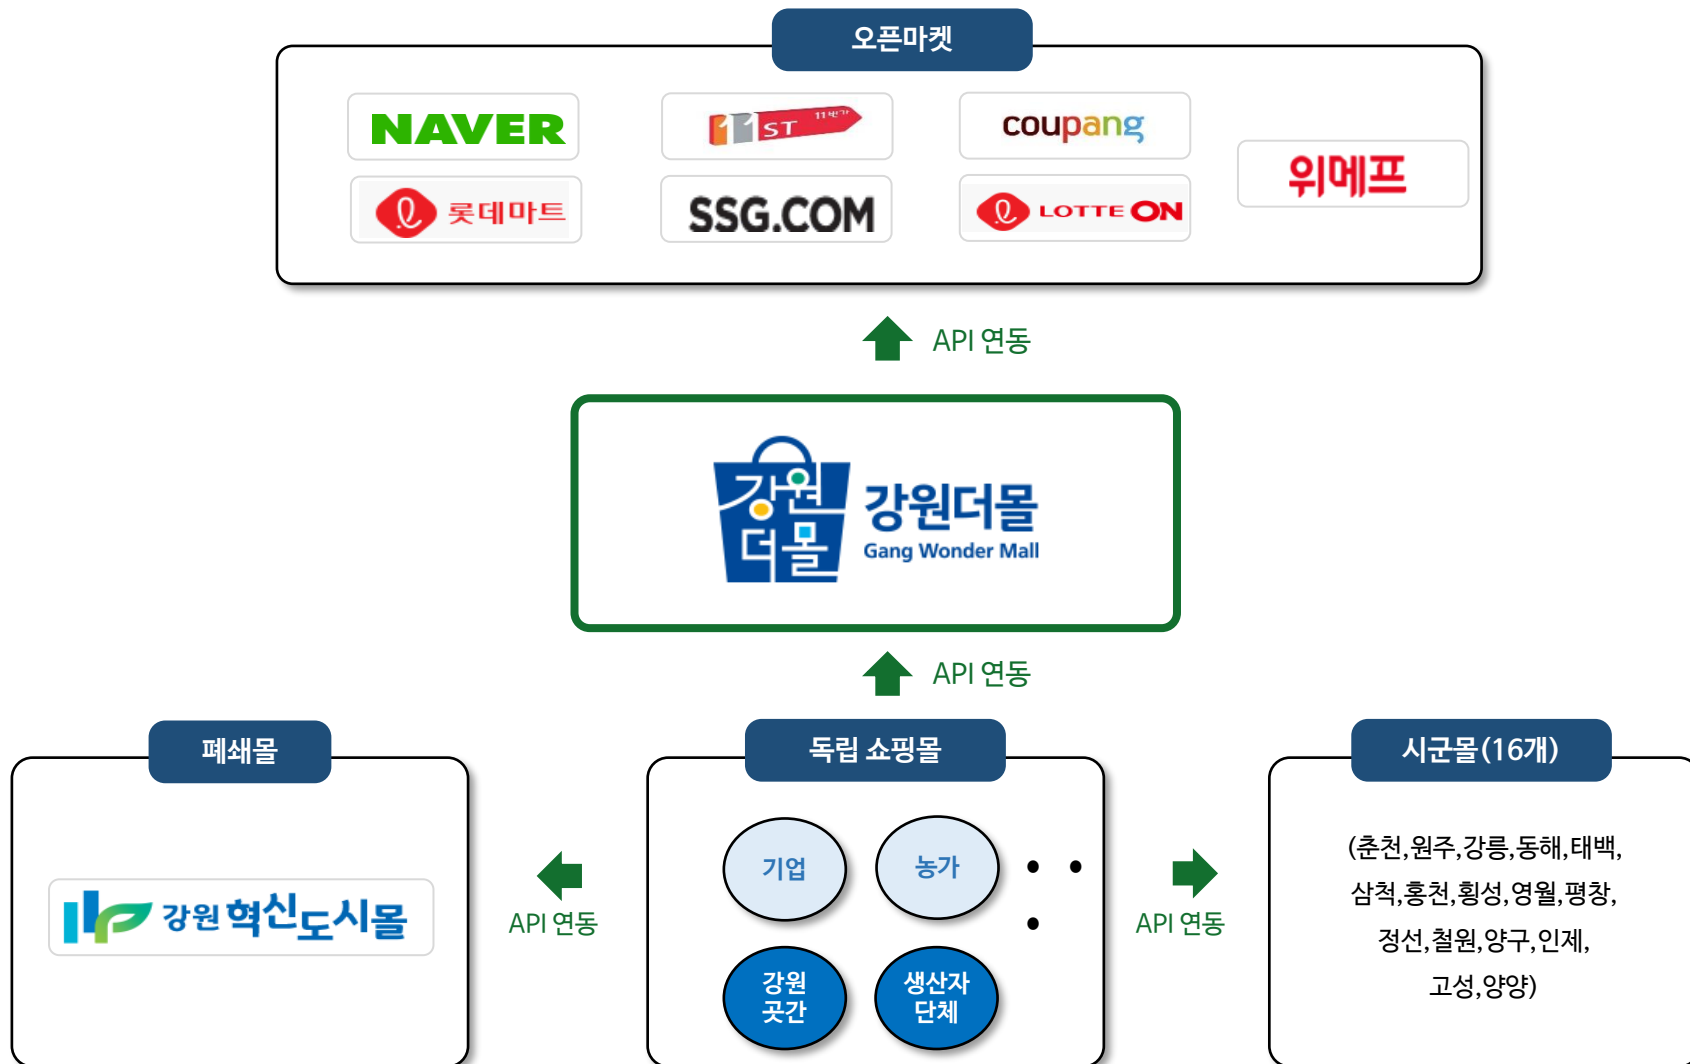 오픈마켓
NAVER
11ST 11번가
coupang
위메프
롯데마트
SSG.COM
LOTTE ON
API 연동
강원
더몰
강원더몰
Gang Wonder Mall
API 연동
폐쇄몰
강원혁신도시몰
API 연동
독립 쇼핑몰
기업
농가
강원
곳간
생산자
단체
API 연동
시군몰(16개)
(춘천,원주,강릉,동해,태백,
삼척,홍천,횡성,영월,평창,
정선,철원,양구,인제,
고성,양양)